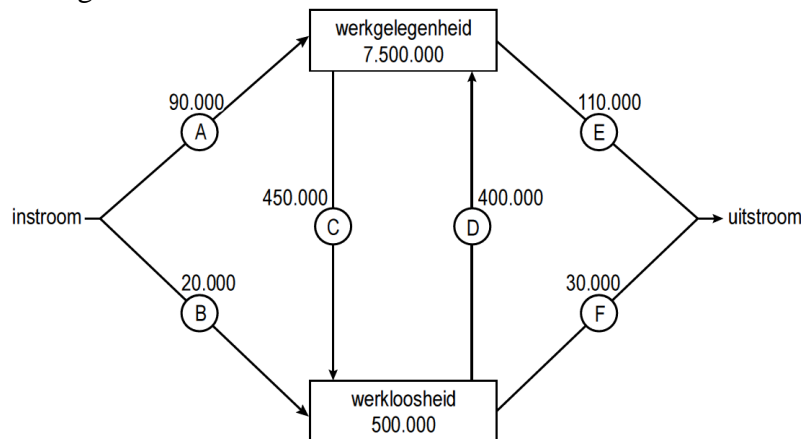 werkgelegenheid
7.500.000
90.000
A
110.000
E
instroom
450.000
C
400.000
D
uitstroom
20.000
B
30.000
F
werkloosheid
500.000